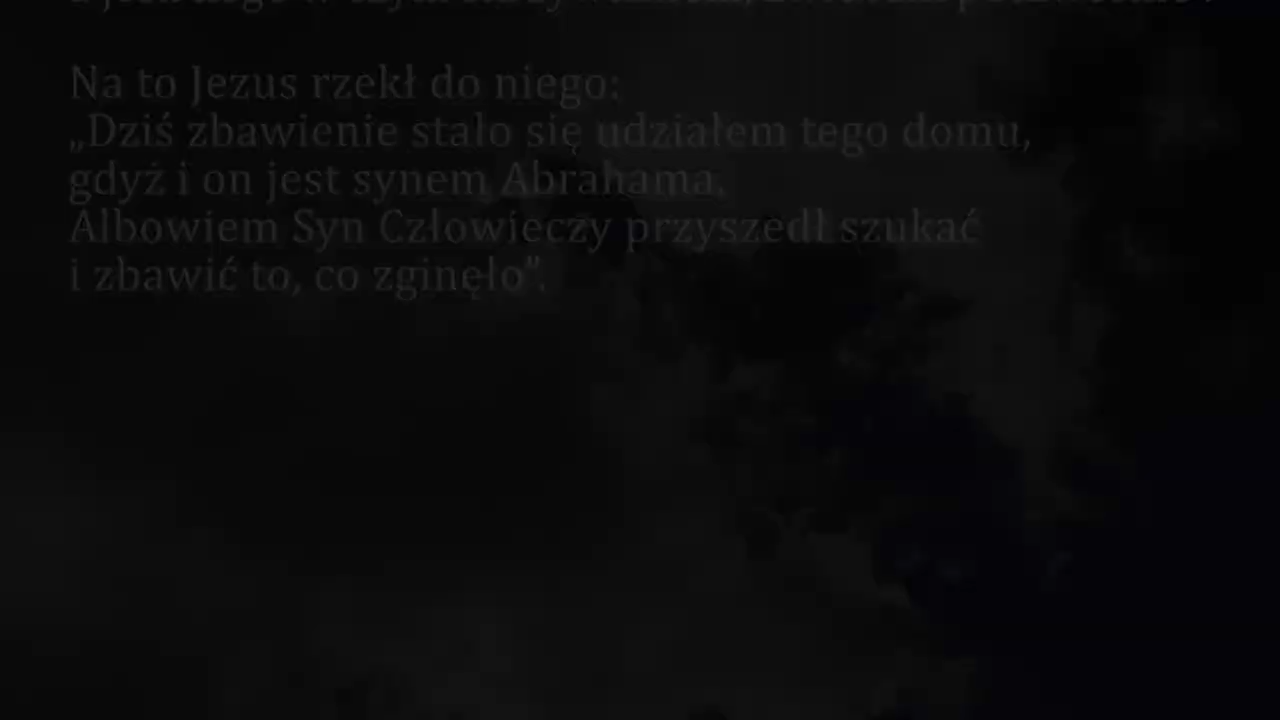 Na to Jezus rzekł do niego:
„Dziś zbawienie stało się udziałem tego domu,
gdyż i on jest synem Abrahama.
Albowiem Syn Człowieczy przyszedł szukać
i zbawić to, co zginęło”.